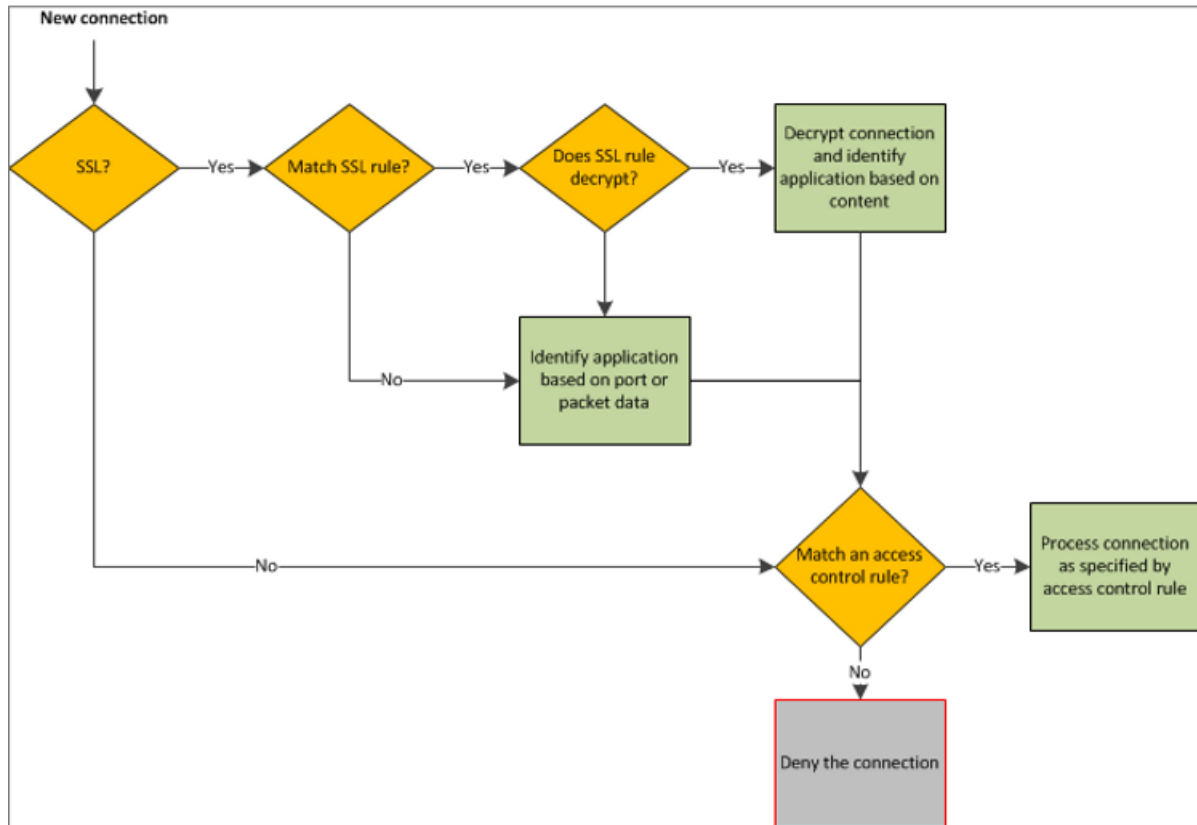 New connection
SSL?
Yes
Match SSL rule?
Yes
Does SSL rule
decrypt?
Yes
Decrypt connection
and identify
application based on
content
No
Identify application
based on port or
packet data
No
Match an access
control rule?
Yes
Process connection
as specified by
access control rule
No
Deny the connection